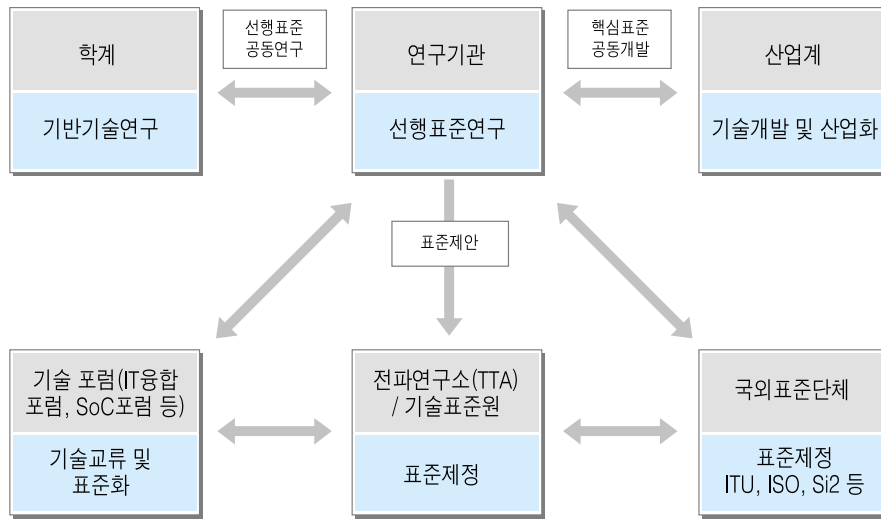 학계
선행표준
공동연구
연구기관
핵심표준
공동개발
산업계
기반기술연구
선행표준연구
기술개발 및 산업화
표준제안
기술 포럼(IT융합
포럼, SoC포럼 등)
전파연구소(TTA)
/ 기술표준원
국외표준단체
기술교류 및
표준화
표준제정
표준제정
ITU, ISO, Si2 등